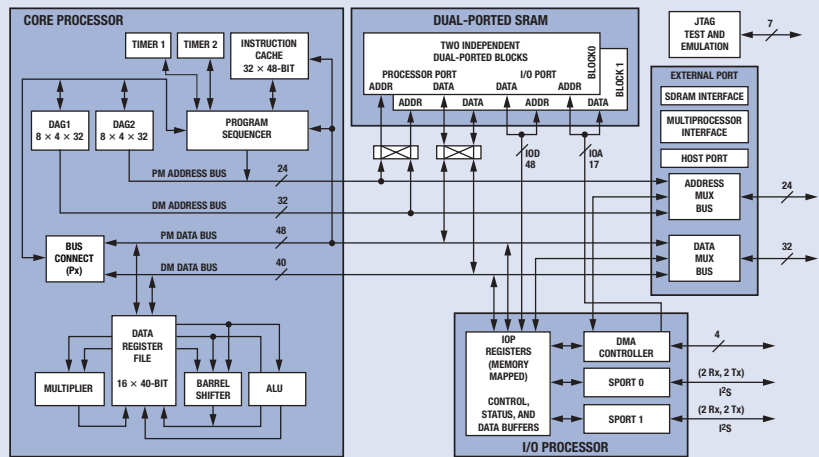 CORE PROCESSOR
TIMER 1
TIMER 2
INSTRUCTION
CACHE
32 × 48-BIT
DAG1
8 × 4 × 32
DAG2
8 × 4 × 32
PROGRAM
SEQUENCER
PM ADDRESS BUS
24
DM ADDRESS BUS
32
PM DATA BUS
48
DM DATA BUS
40
BUS
CONNECT
(Px)
DATA
REGISTER
FILE
16 × 40-BIT
MULTIPLIER
BARREL
SHIFTER
ALU
DUAL-PORTED SRAM
TWO INDEPENDENT
DUAL-PORTED BLOCKS
PROCESSOR PORT
I/O PORT
ADDR
DATA
DATA
ADDR
BLOCK0
ADDR
DATA
ADDR
DATA
BLOCK 1
IOD
48
IOA
17
JTAG
TEST AND
EMULATION
7
EXTERNAL PORT
SDRAM INTERFACE
MULTIPROCESSOR
INTERFACE
HOST PORT
ADDRESS
MUX
BUS
24
DATA
MUX
BUS
32
IOP
REGISTERS
(MEMORY
MAPPED)
CONTROL,
STATUS, AND
DATA BUFFERS
DMA
CONTROLLER
4
SPORT 0
(2 Rx, 2 Tx)
I²S
SPORT 1
(2 Rx, 2 Tx)
I²S
I/O PROCESSOR